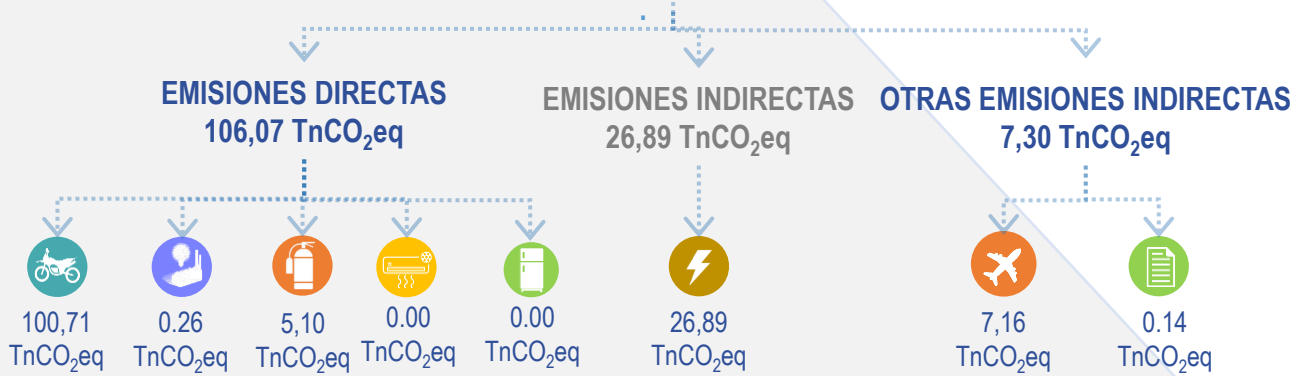 EMISIONES DIRECTAS
106,07 TnCO₂eq
EMISIONES INDIRECTAS
26,89 TnCO₂eq
OTRAS EMISIONES INDIRECTAS
7,30 TnCO₂eq
100,71
TnCO₂eq
0.26
TnCO₂eq
5,10
TnCO₂eq
0.00
TnCO₂eq
0.00
TnCO₂eq
26,89
TnCO₂eq
7,16
TnCO₂eq
0.14
TnCO₂eq